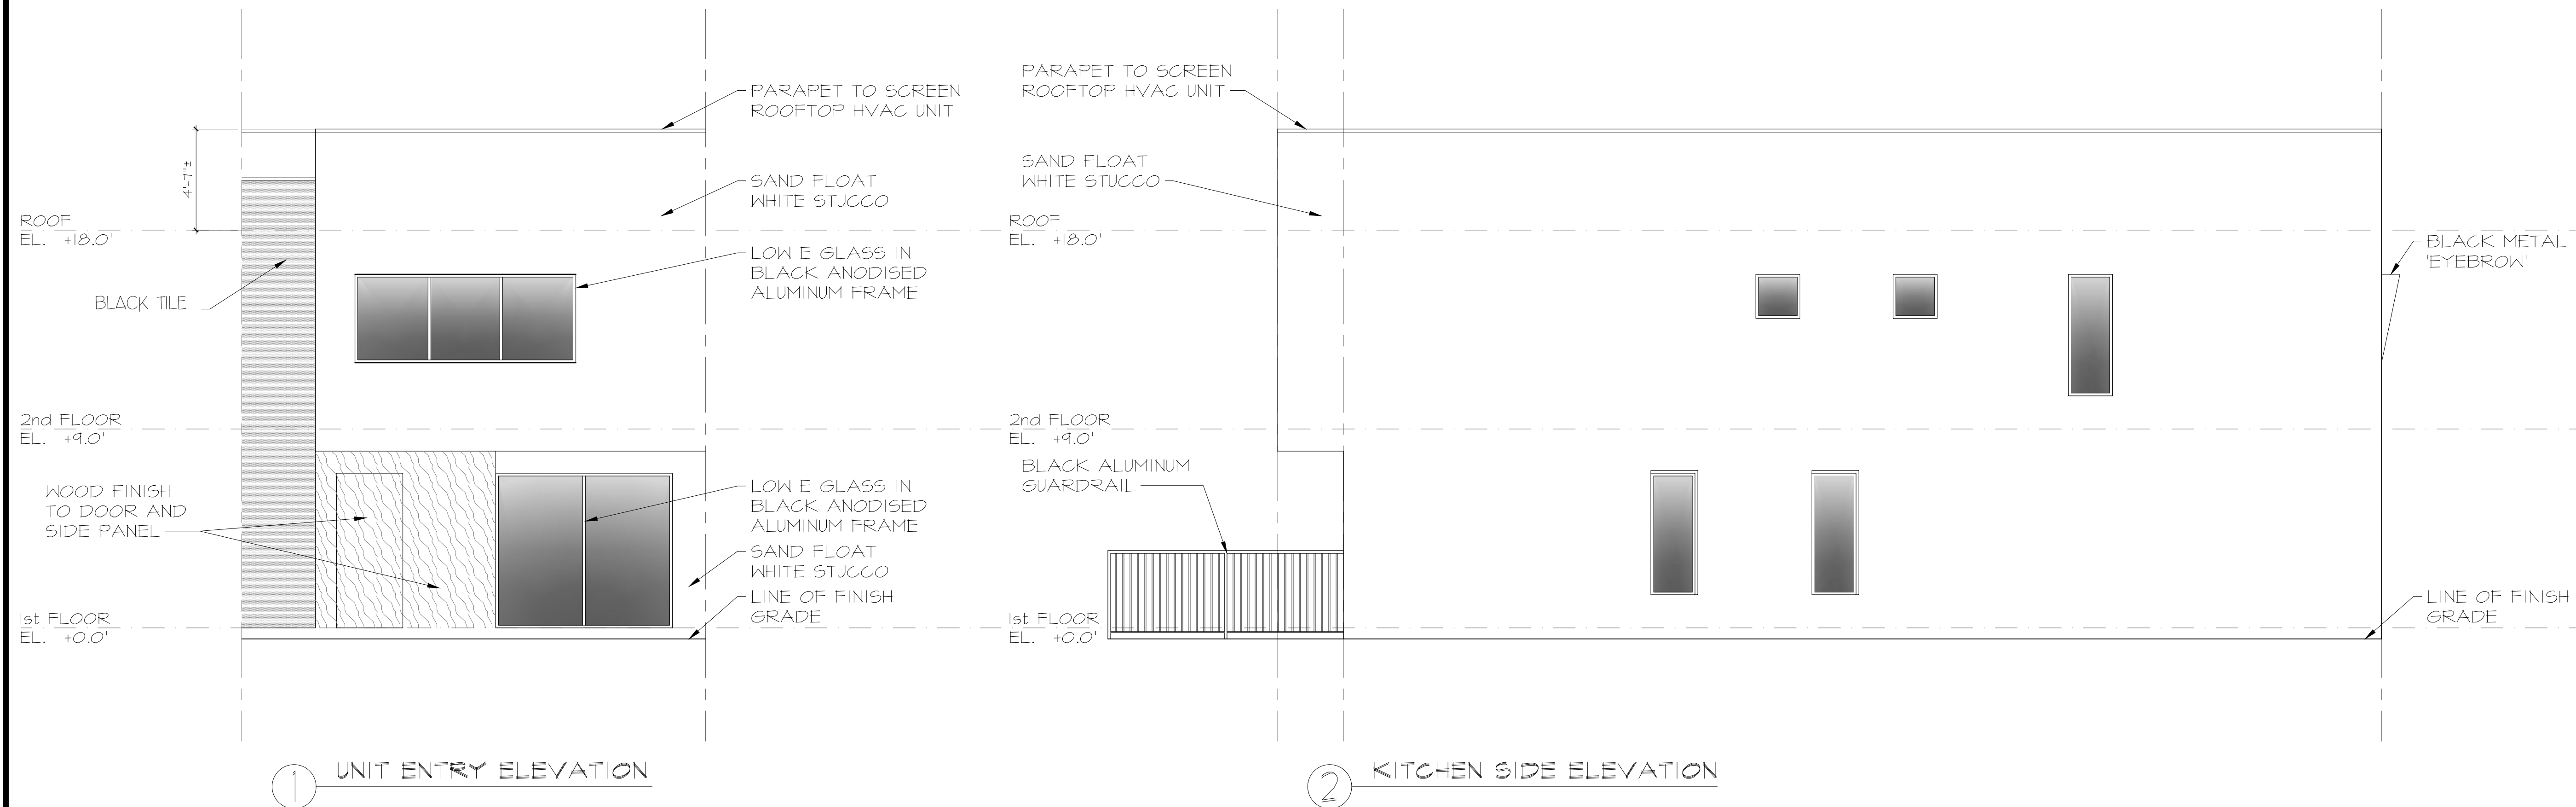 PARAPET TO SCREEN
ROOFTOP HVAC UNIT
4'-7"±
SAND FLOAT
WHITE STUCCO
ROOF
EL. +18.0'
LOW E GLASS IN
BLACK ANODISED
ALUMINUM FRAME
BLACK TILE
2nd FLOOR
EL. +9.0'
WOOD FINISH
TO DOOR AND
SIDE PANEL
LOW E GLASS IN
BLACK ANODISED
ALUMINUM FRAME
SAND FLOAT
WHITE STUCCO
LINE OF FINISH
GRADE
1st FLOOR
EL. +0.0'
1 UNIT ENTRY ELEVATION
PARAPET TO SCREEN
ROOFTOP HVAC UNIT
SAND FLOAT
WHITE STUCCO
ROOF
EL. +18.0'
BLACK METAL
'EYEBROW'
2nd FLOOR
EL. +9.0'
BLACK ALUMINUM
GUARDRAIL
1st FLOOR
EL. +0.0'
LINE OF FINISH
GRADE
2 KITCHEN SIDE ELEVATION